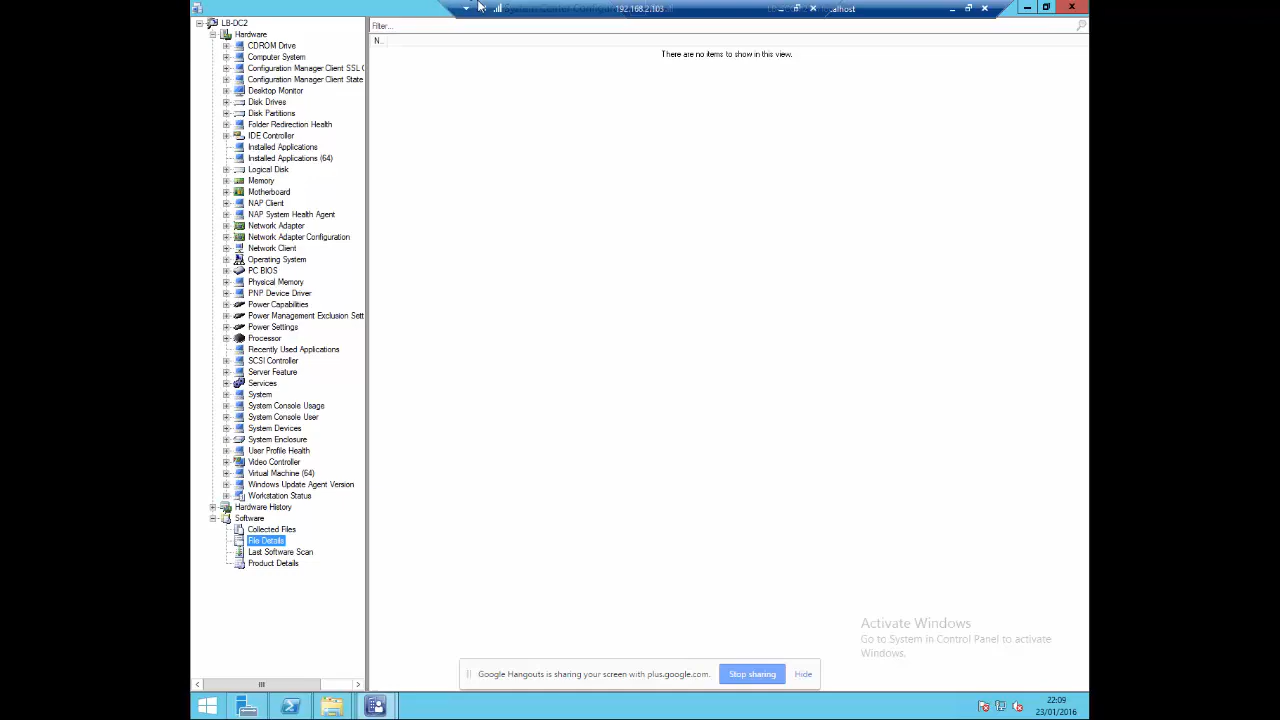 192.168.2.103
LB-DC2
Hardware
CDROM Drive
Computer System
Configuration Manager Client SSL
Configuration Manager Client State
Desktop Monitor
Disk Drives
Disk Partitions
Folder Redirection Health
IDE Controller
Installed Applications
Installed Applications (64)
Logical Disk
Memory
Motherboard
NAP Client
NAP System Health Agent
Network Adapter
Network Adapter Configuration
Network Client
Operating System
PC BIOS
Physical Memory
PNP Device Driver
Power Capabilities
Power Management Exclusion Sett
Power Settings
Processor
Recently Used Applications
SCSI Controller
Server Feature
Services
System
System Console Usage
System Console User
System Devices
System Enclosure
User Profile Health
Video Controller
Virtual Machine (64)
Windows Update Agent Version
Workstation Status
Hardware History
Software
Collected Files
File Details
Last Software Scan
Product Details
Filter...
N..
There are no items to show in this view.
Activate Windows
Go to System in Control Panel to activate
Windows.
Google Hangouts is sharing your screen with plus.google.com.
Stop sharing
Hide
22:09
23/01/2016